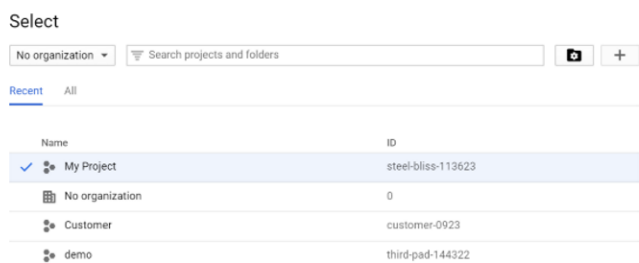 Select
No organization Search projects and folders
Recent All
Name ID
My Project steel-bliss-113623
No organization 0
Customer customer-0923
demo third-pad-144322